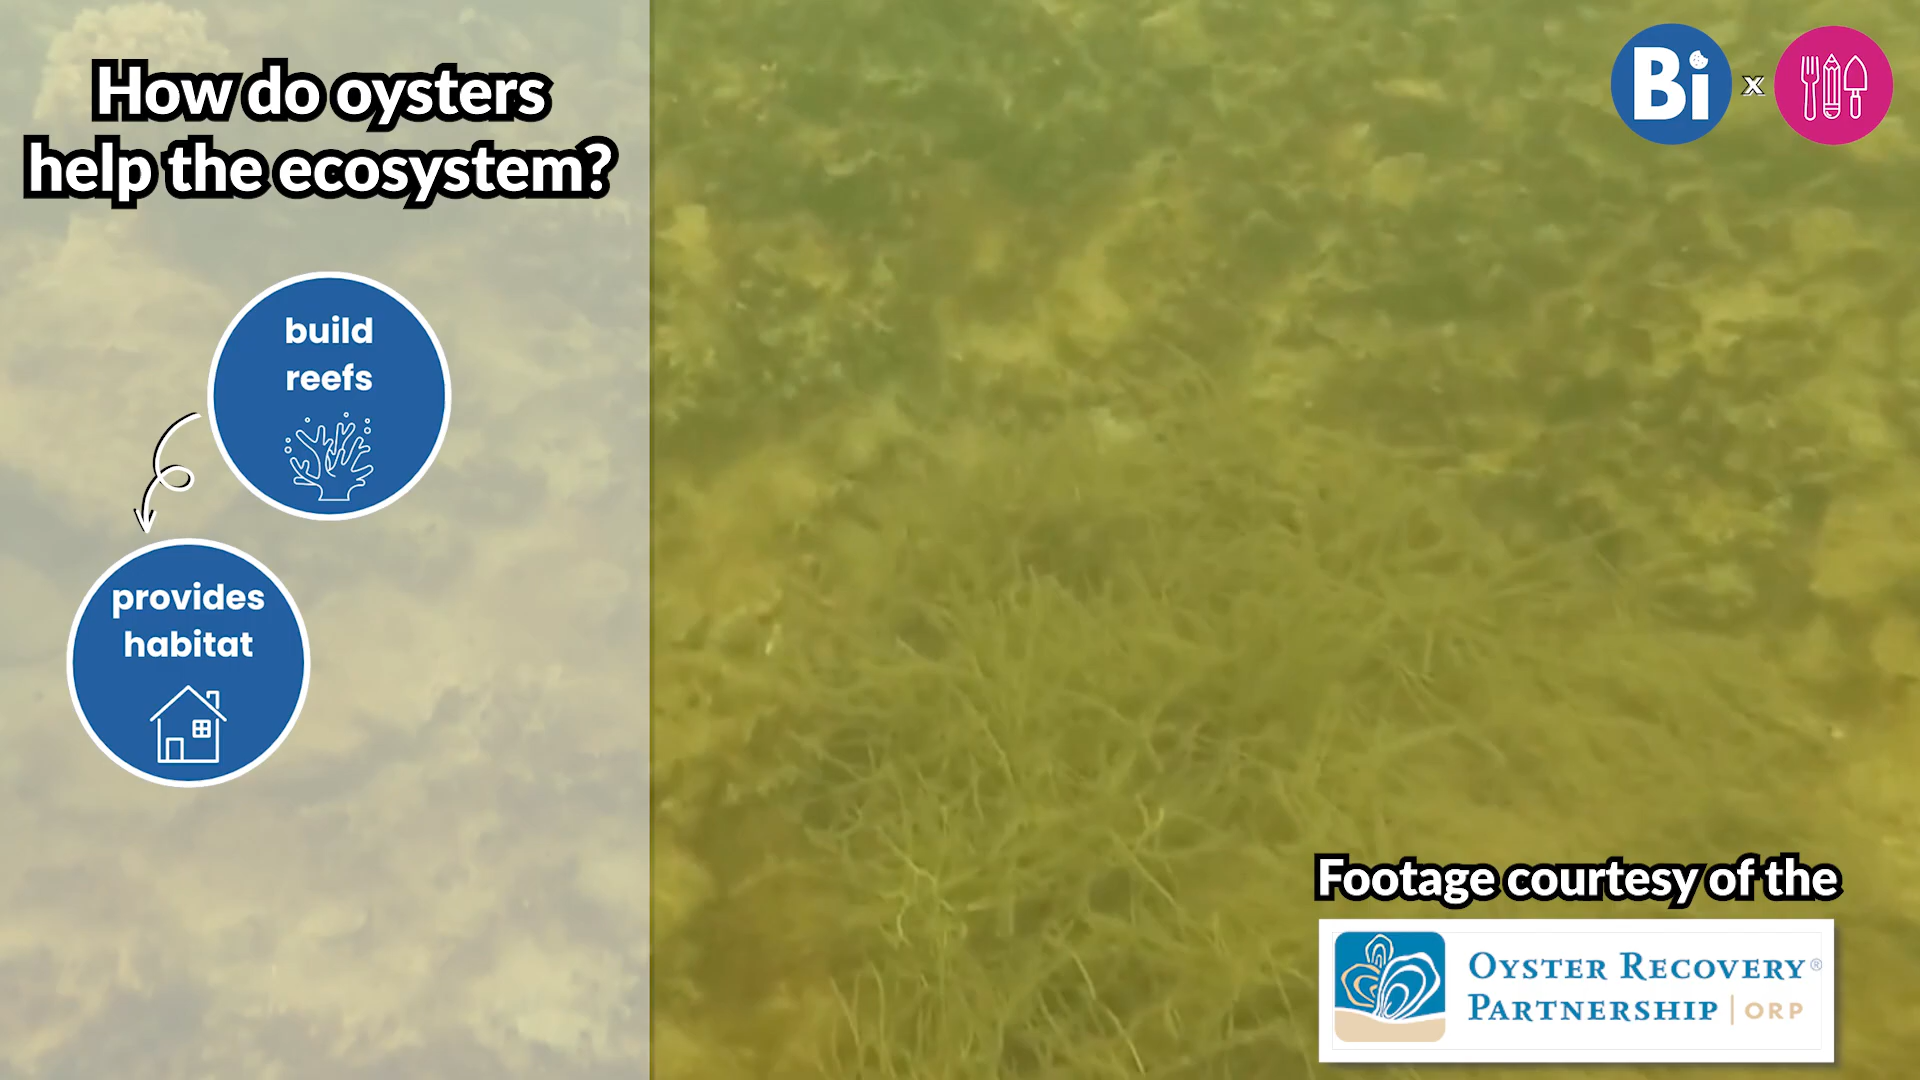 How do oysters
help the ecosystem?
Bi x
build
reefs
provides
habitat
Footage courtesy of the
OYSTER RECOVERY®
PARTNERSHIP | ORP